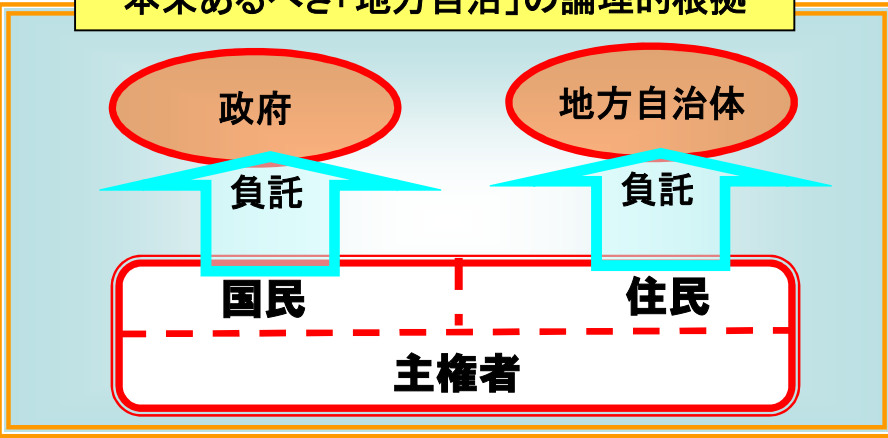 本来あるべき「地方自治」の論理的根拠
政府
地方自治体
負託
負託
国民
住民
主権者